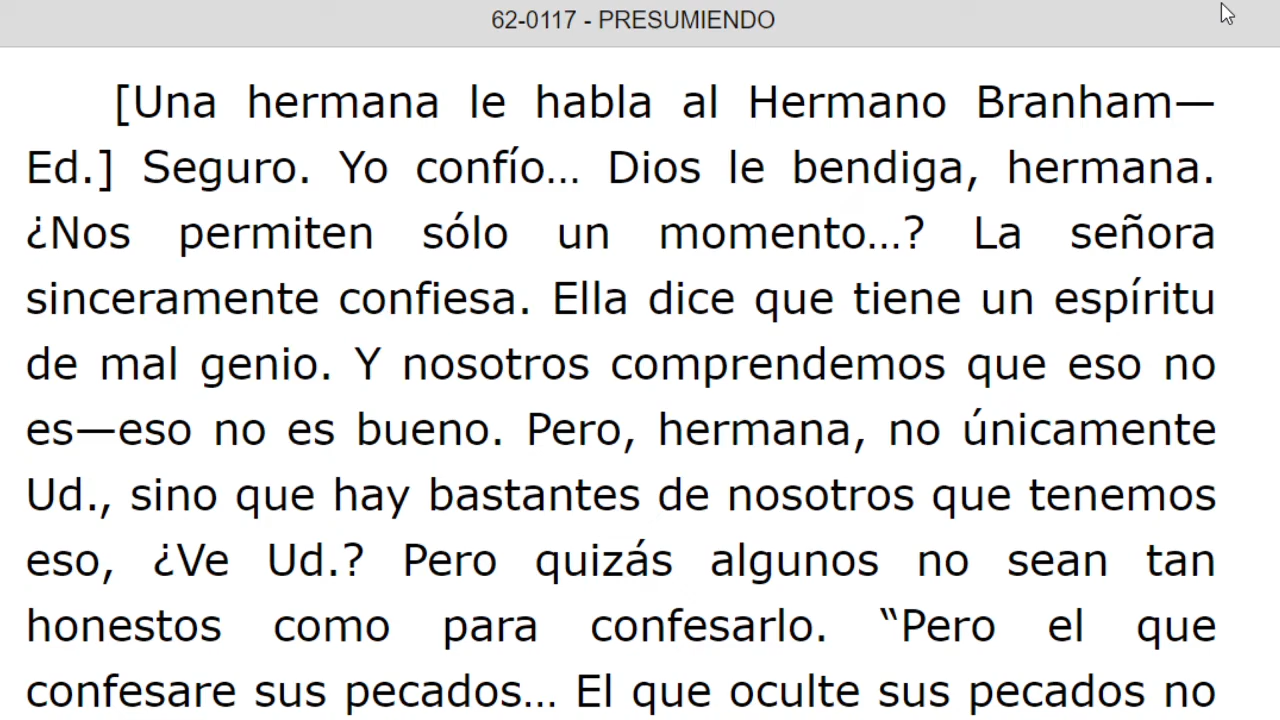 62-0117 - PRESUMIENDO
[Una hermana le habla al Hermano Branham—
Ed.] Seguro. Yo confío… Dios le bendiga, hermana.
¿Nos permiten sólo un momento…? La señora
sinceramente confiesa. Ella dice que tiene un espíritu
de mal genio. Y nosotros comprendemos que eso no
es—eso no es bueno. Pero, hermana, no únicamente
Ud., sino que hay bastantes de nosotros que tenemos
eso, ¿Ve Ud.? Pero quizás algunos no sean tan
honestos como para confesarlo. “Pero el que
confesare sus pecados… El que oculte sus pecados no